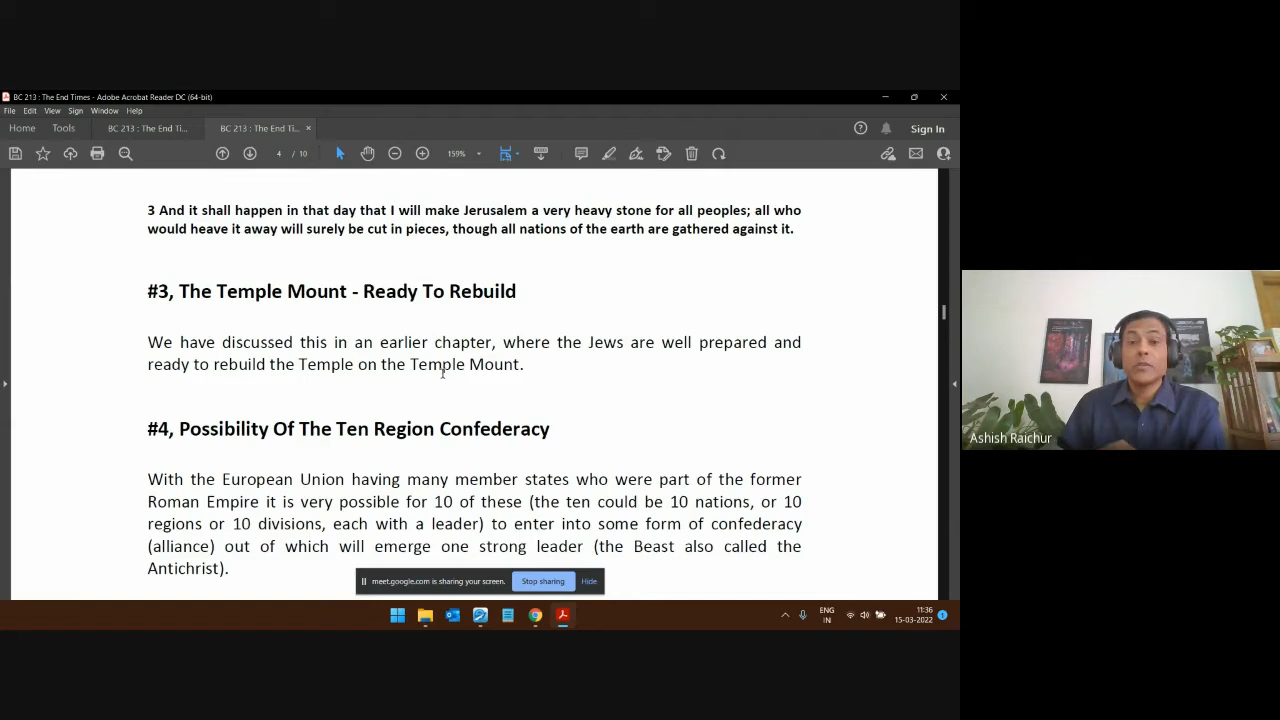 BC 213 : The End Times - Adobe Acrobat Reader DC (64-bit)
File Edit View Sign Window Help
Home Tools BC 213 : The End Ti... BC 213 : The End Ti... ×
Sign In
4 / 10 159%
3 And it shall happen in that day that I will make Jerusalem a very heavy stone for all peoples; all who
would heave it away will surely be cut in pieces, though all nations of the earth are gathered against it.
#3, The Temple Mount - Ready To Rebuild
We have discussed this in an earlier chapter, where the Jews are well prepared and
ready to rebuild the Temple on the Temple Mount.
#4, Possibility Of The Ten Region Confederacy
With the European Union having many member states who were part of the former
Roman Empire it is very possible for 10 of these (the ten could be 10 nations, or 10
regions or 10 divisions, each with a leader) to enter into some form of confederacy
(alliance) out of which will emerge one strong leader (the Beast also called the
Antichrist).
meet.google.com is sharing your screen. Stop sharing Hide
ENG
IN
11:36
15-03-2022
1
Ashish Raichur